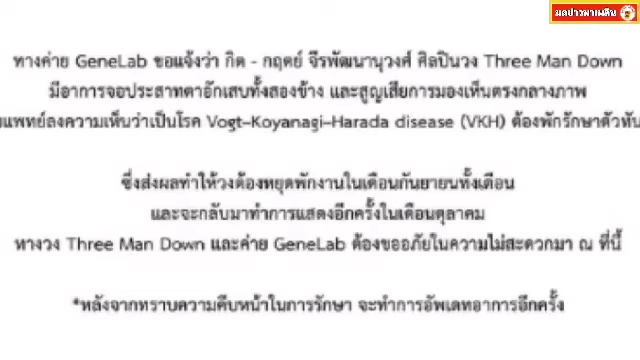 มดข่าวพาเพลิน
ทางค่าย GeneLab ขอแจ้งว่า กิต - กฤตย์ จีรพัฒนานุวงศ์ ศิลปินวง Three Man Down
มีอาการจอประสาทตาอักเสบทั้งสองข้าง และสูญเสียการมองเห็นตรงกลางภาพ
แพทย์ลงความเห็นว่าเป็นโรค Vogt–Koyanagi–Harada disease (VKH) ต้องพักรักษาตัวทัน
ซึ่งส่งผลทำให้วงต้องหยุดพักงานในเดือนกันยายนทั้งเดือน
และจะกลับมาทำการแสดงอีกครั้งในเดือนตุลาคม
ทางวง Three Man Down และค่าย GeneLab ต้องขออภัยในความไม่สะดวกมา ณ ที่นี้
*หลังจากทราบความคืบหน้าในการรักษา จะทำการอัพเดทอาการอีกครั้ง